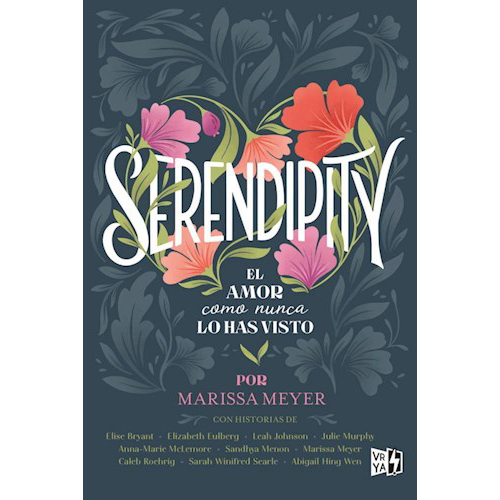 SERENDIPITY
EL
AMOR
como nunca
LO HAS VISTO
POR
MARISSA MEYER
CON HISTORIAS DE
Elise Bryant · Elizabeth Eulberg · Leah Johnson · Julie Murphy
Anna-Marie McLemore · Sandhya Menon · Marissa Meyer
Caleb Roehrig · Sarah Winifred Searle · Abigail Hing Wen
VR
YA